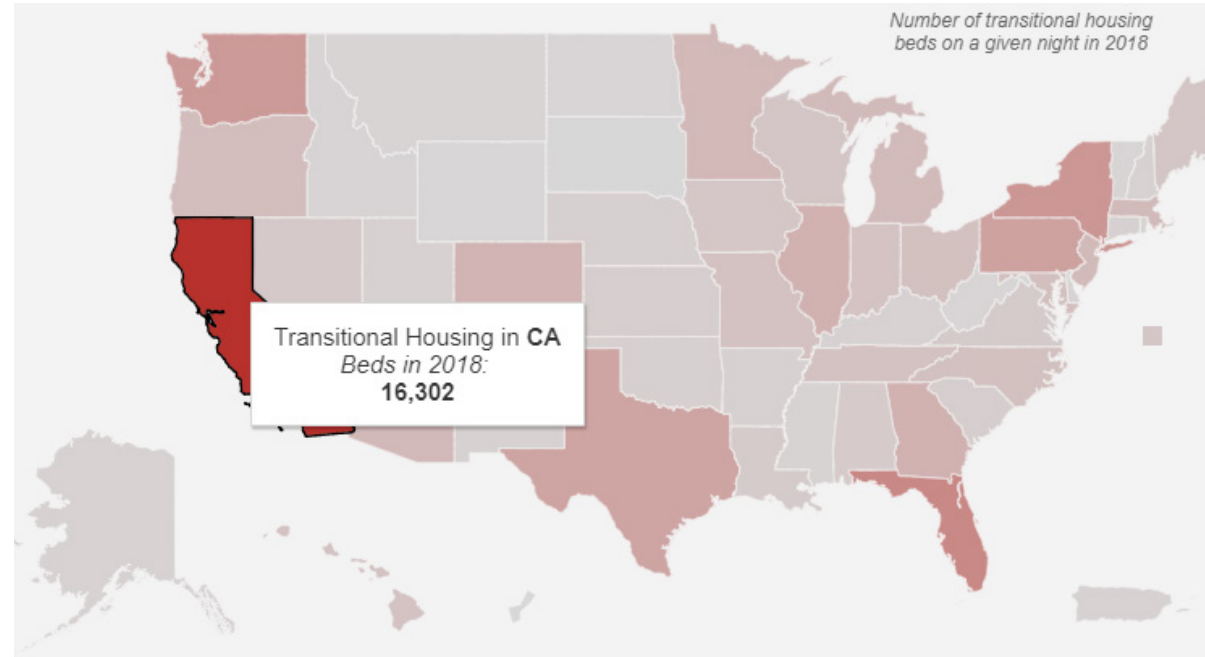 Number of transitional housing
beds on a given night in 2018
Transitional Housing in CA
Beds in 2018:
16,302